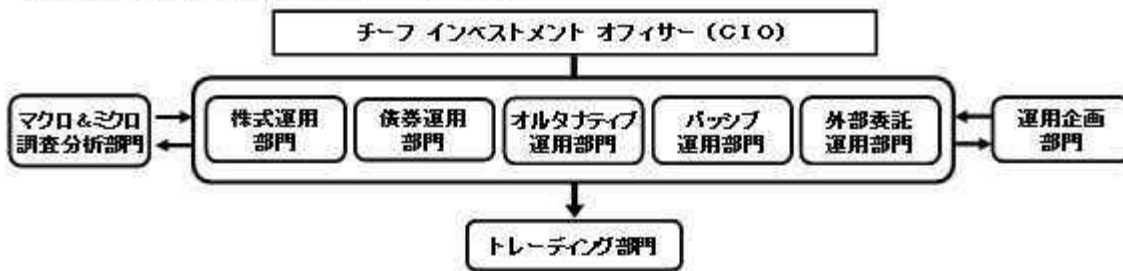 チーフ インベストメント オフィサー (CIO)
マクロ&ミクロ
調査分析部門
株式運用
部門
債券運用
部門
オルタナティブ
運用部門
パッシブ
運用部門
外部委託
運用部門
運用企画
部門
トレーディング部門